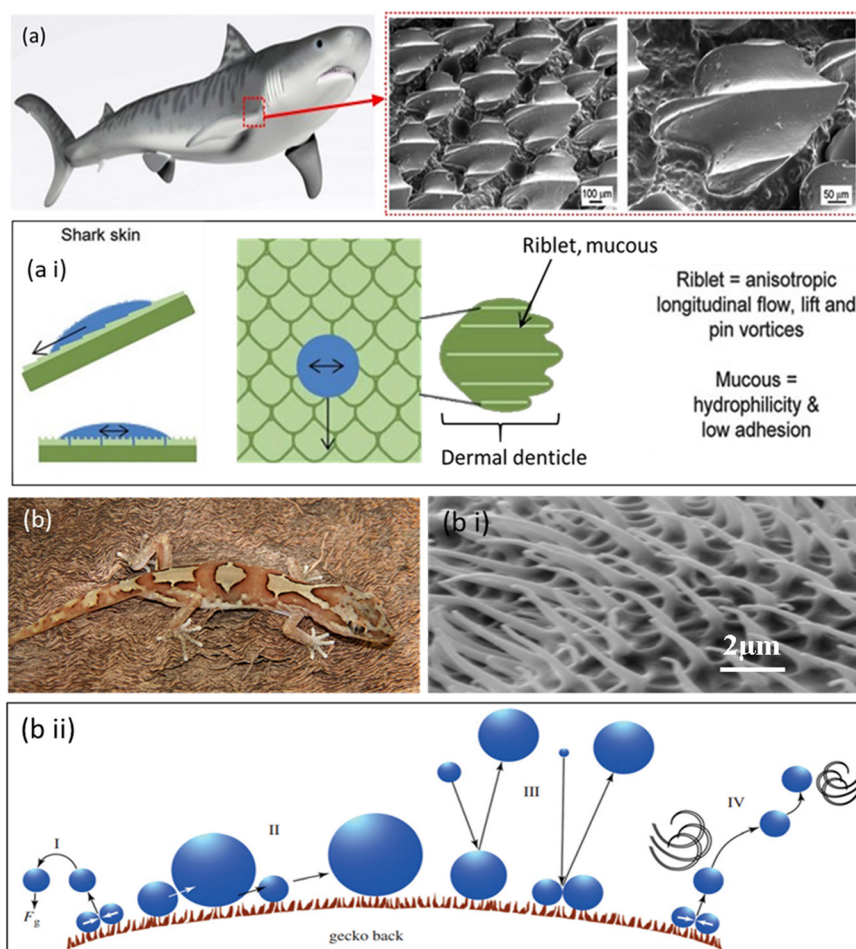 (a)
100 μm
50 μm
Shark skin
(a i)
Riblet, mucous
Dermal denticle
Riblet = anisotropic
longitudinal flow, lift and
pin vortices
Mucous =
hydrophilicity &
low adhesion
(b)
(b i)
2μm
(b ii)
I
II
III
IV
Fg
gecko back